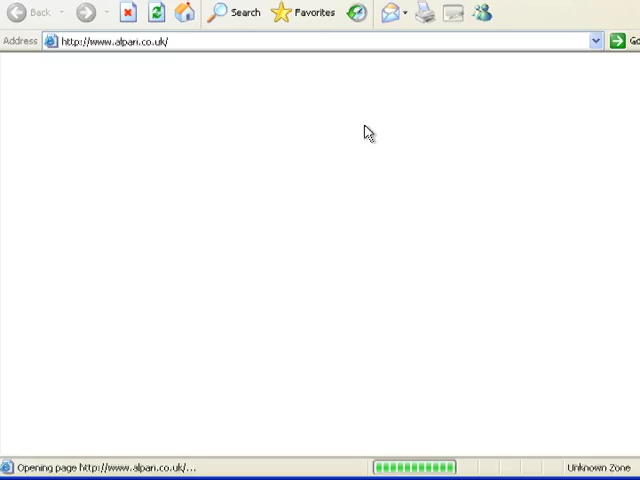 Back Search Favorites
Address http://www.alpari.co.uk/ Go
Opening page http://www.alpari.co.uk/... Unknown Zone